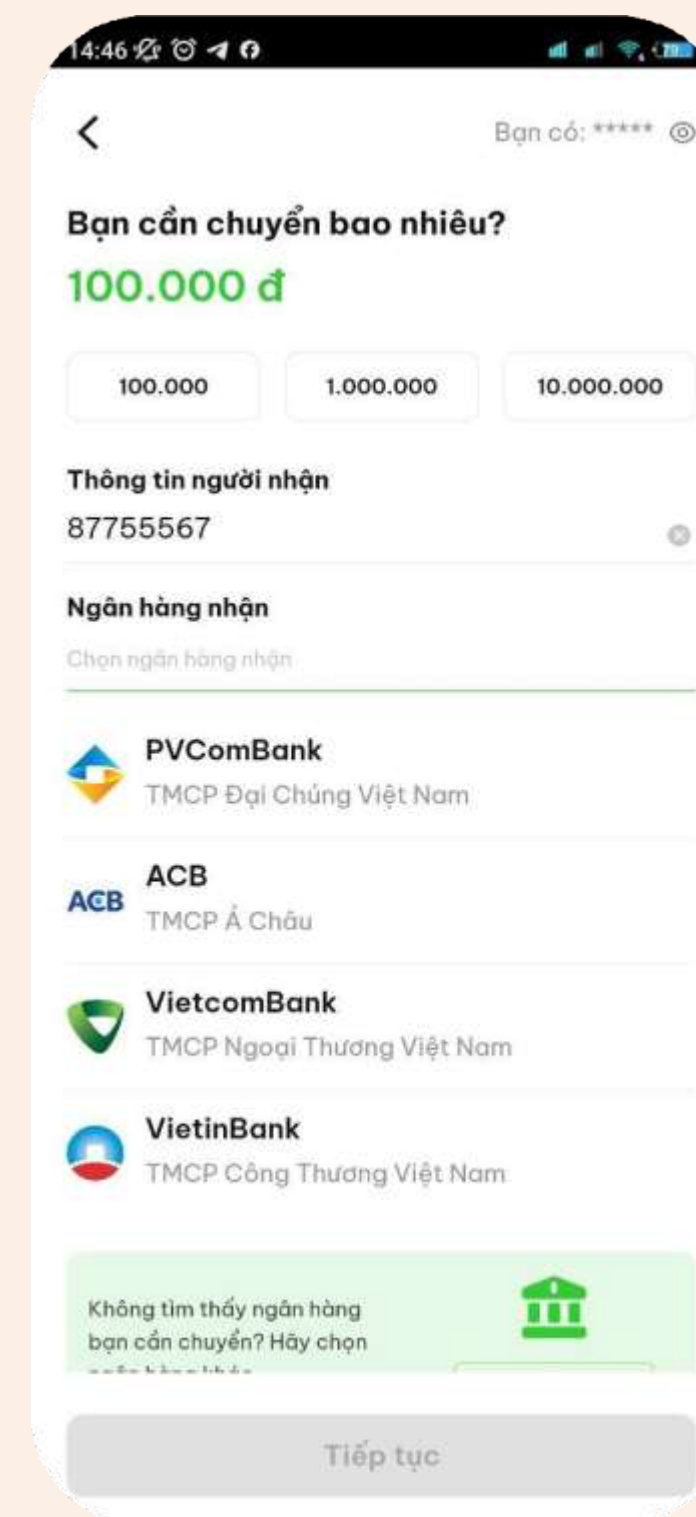 14:46
79
Bạn có: *****
Bạn cần chuyển bao nhiêu?
100.000 đ
100.000 1.000.000 10.000.000
Thông tin người nhận
87755567
Ngân hàng nhận
Chọn ngân hàng nhận
PVComBank
TMCP Đại Chúng Việt Nam
ACB
ACB
TMCP Á Châu
VietcomBank
TMCP Ngoại Thương Việt Nam
VietinBank
TMCP Công Thương Việt Nam
Không tìm thấy ngân hàng
bạn cần chuyển? Hãy chọn
Tiếp tục